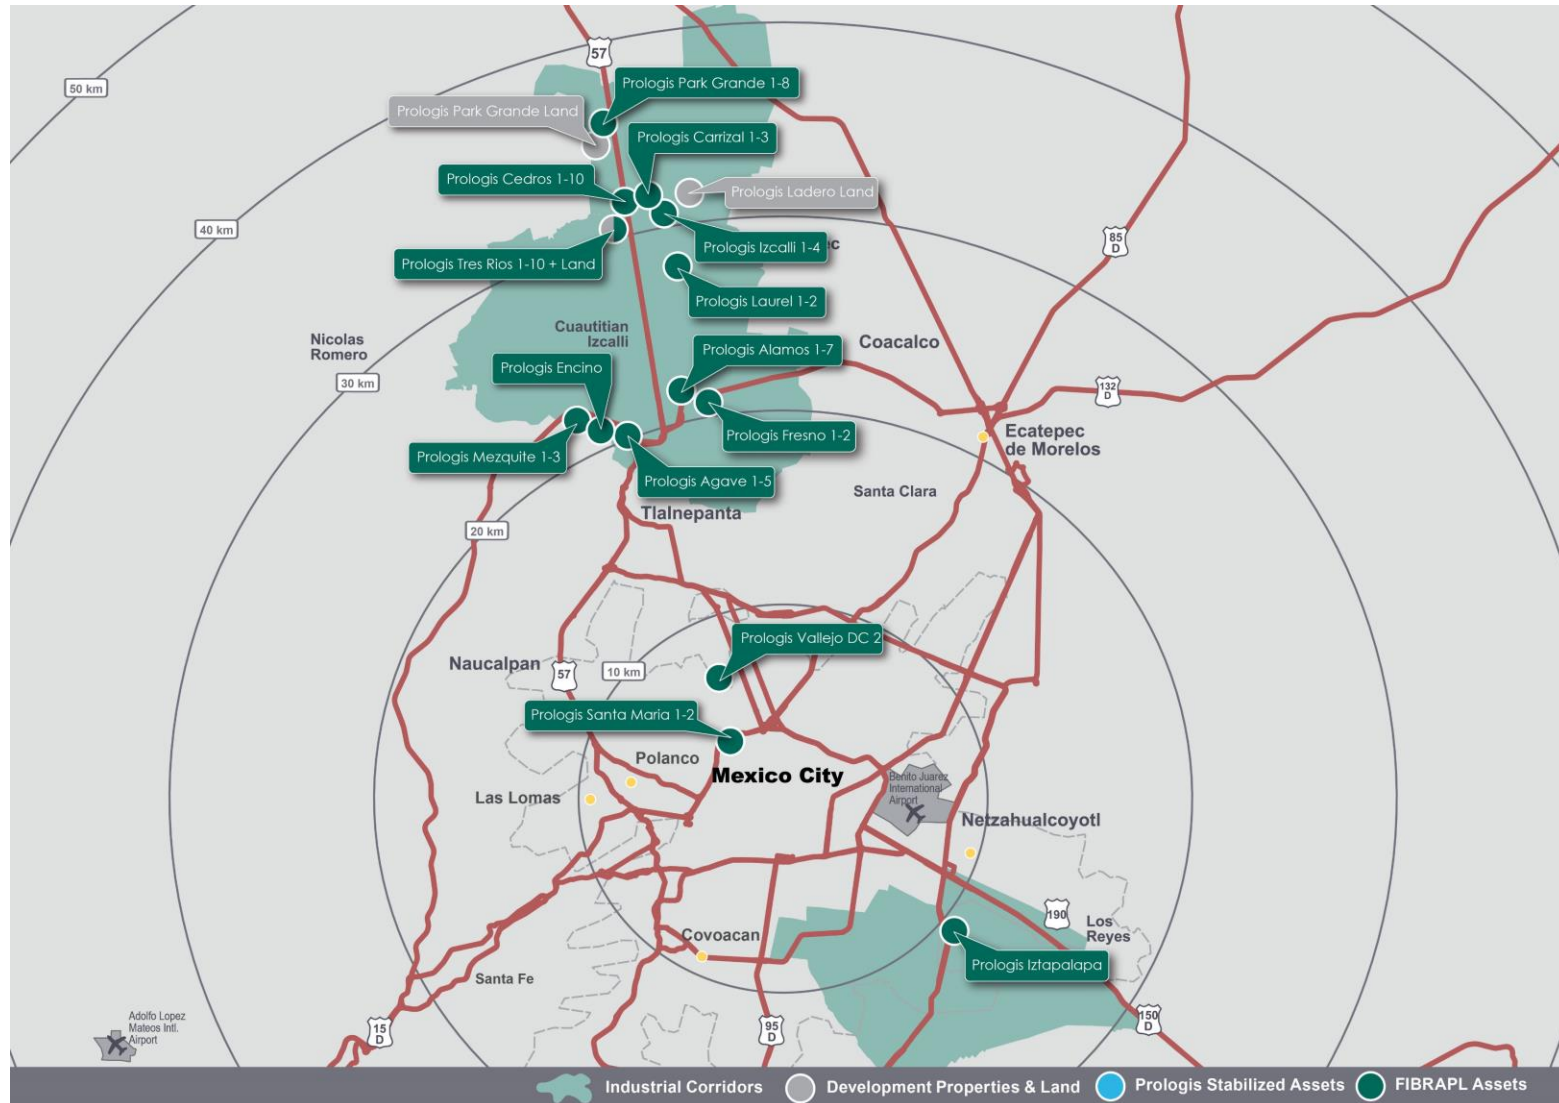 57
50 km
Prologis Park Grande 1-8
Prologis Park Grande Land
Prologis Carrizal 1-3
Prologis Cedros 1-10
Prologis Ladero Land
40 km
85
D
Prologis Izcalli 1-4
ec
Prologis Tres Rios 1-10 + Land
Prologis Laurel 1-2
Cuautitian
Izcalli
Nicolas
Romero
Coacalco
Prologis Alamos 1-7
Prologis Encino
30 km
132
D
Prologis Fresno 1-2
Ecatepec
de Morelos
Prologis Mezquite 1-3
Prologis Agave 1-5
Santa Clara
Tlalnepanta
20 km
Prologis Vallejo DC 2
Naucalpan
57
10 km
Prologis Santa Maria 1-2
Polanco
Mexico City
Las Lomas
Benito Juarez
International
Airport
Netzahualcoyotl
190
Los
Reyes
Covoacan
Prologis Iztapalapa
Santa Fe
Adolfo Lopez
Mateos Intl.
Airport
15
D
95
D
150
D
Industrial Corridors
Development Properties & Land
Prologis Stabilized Assets
FIBRAPL Assets